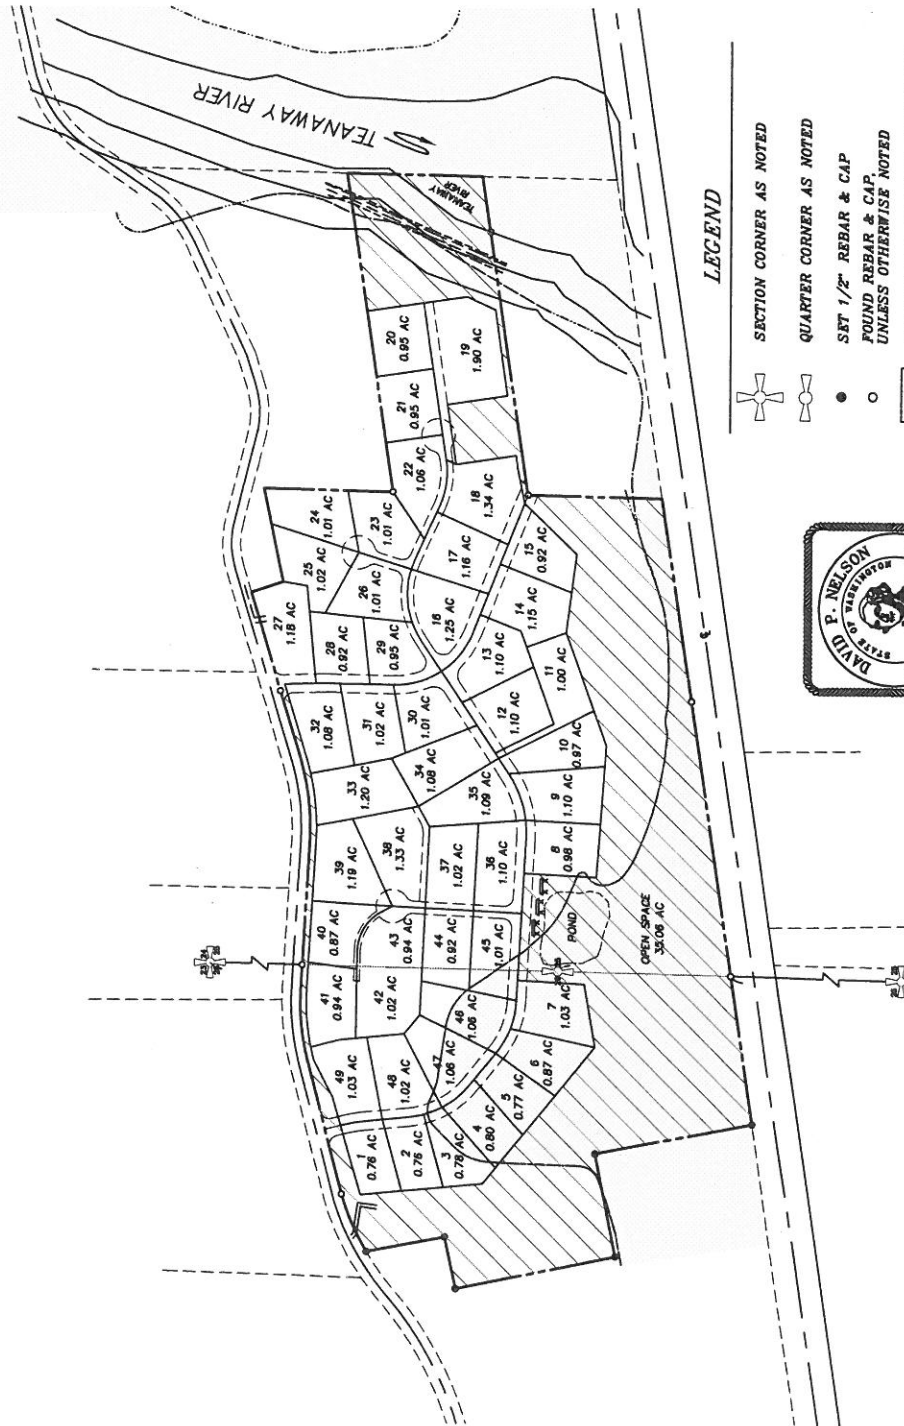 TEANAWAY RIVER
TEANAWAY
RIVER
20
0.95 AC
19
1.90 AC
21
0.95 AC
22
1.06 AC
24
1.01 AC
23
1.01 AC
18
1.34 AC
25
1.02 AC
26
1.01 AC
17
1.16 AC
15
0.92 AC
27
1.18 AC
28
0.92 AC
29
0.95 AC
16
1.25 AC
14
1.15 AC
13
1.10 AC
32
1.08 AC
31
1.02 AC
30
1.01 AC
12
1.10 AC
11
1.00 AC
33
1.20 AC
34
1.08 AC
35
1.09 AC
10
0.97 AC
9
1.10 AC
39
1.19 AC
38
1.33 AC
37
1.02 AC
36
1.10 AC
8
0.98 AC
40
0.87 AC
43
0.94 AC
44
0.92 AC
45
1.01 AC
POND
OPEN SPACE
35.06 AC
41
0.94 AC
42
1.02 AC
46
1.06 AC
7
1.03 AC
49
1.03 AC
48
1.02 AC
47
1.06 AC
6
0.87 AC
5
0.77 AC
4
0.80 AC
1
0.76 AC
2
0.76 AC
3
0.78 AC
LEGEND
SECTION CORNER AS NOTED
QUARTER CORNER AS NOTED
SET 1/2" REBAR & CAP
FOUND REBAR & CAP,
UNLESS OTHERWISE NOTED
DAVID P. NELSON
STATE OF WASHINGTON